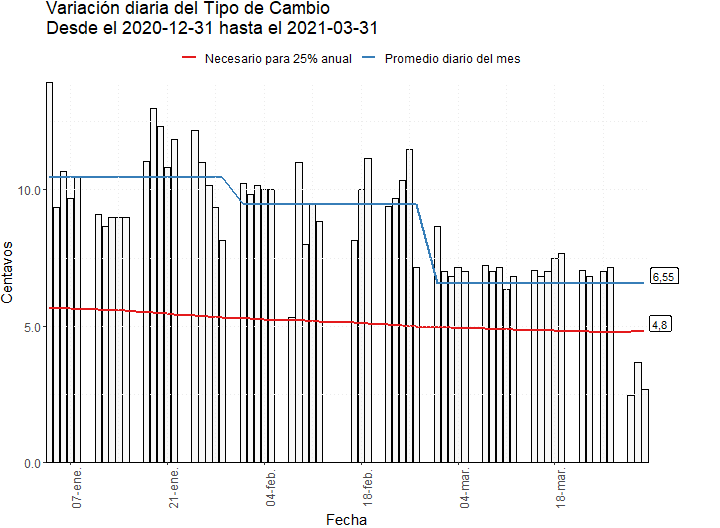 Variación diaria del Tipo de Cambio
Desde el 2020-12-31 hasta el 2021-03-31
Necesario para 25% anual
Promedio diario del mes
Centavos
10.0
5.0
0.0
6,55
4,8
07-ene.
21-ene.
04-feb.
18-feb.
04-mar.
18-mar.
Fecha